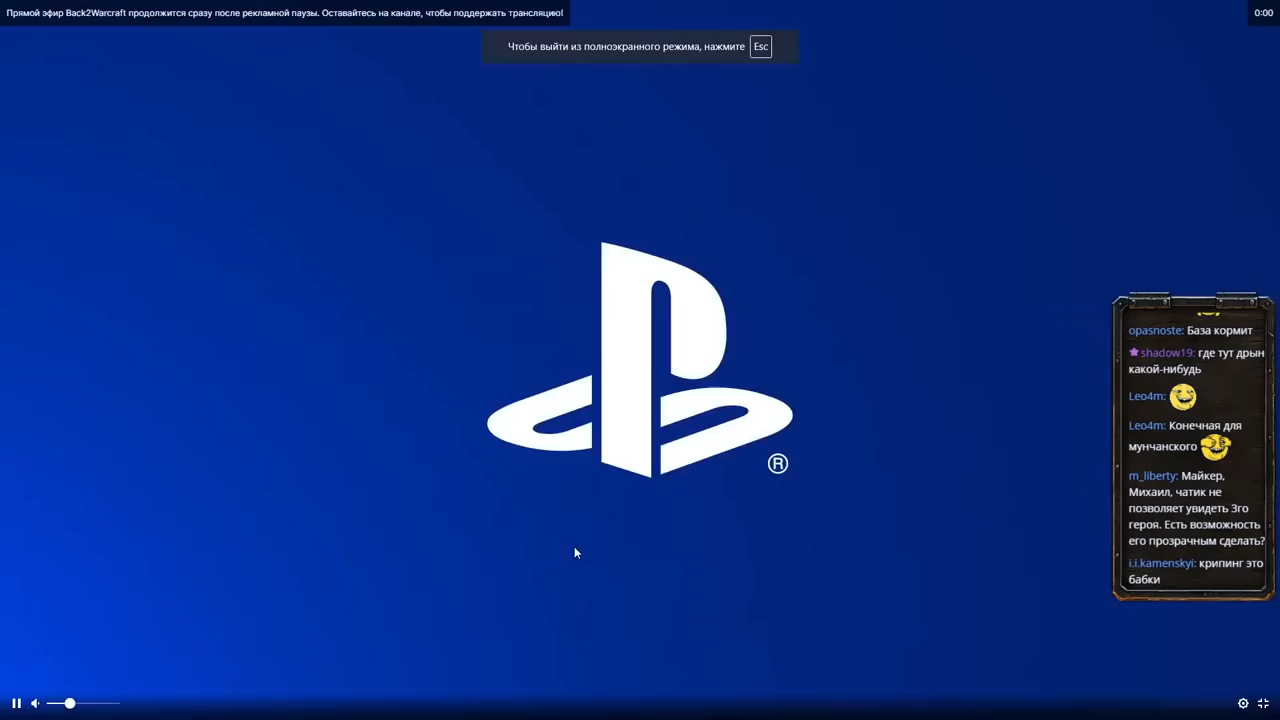 Прямой эфир Back2Warcraft продолжится сразу после рекламной паузы. Оставайтесь на канале, чтобы поддержать трансляцию!
0:00
Чтобы выйти из полноэкранного режима, нажмите Esc
®
opasnoste: База кормит
shadow19: где тут дрын
какой-нибудь
Leo4m:
Leo4m: Конечная для
мунчанского
m_liberty: Майкер,
Михаил, чатик не
позволяет увидеть 3го
героя. Есть возможность
его прозрачным сделать?
i.i.kamenskyi: крипинг это
бабки